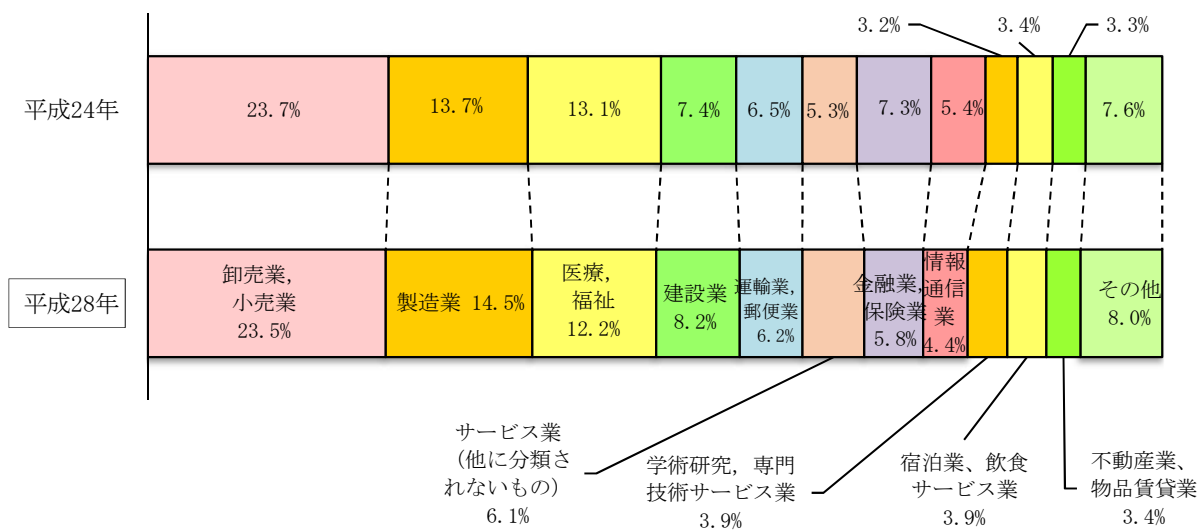 3.2%
3.4%
3.3%
平成24年
23.7%
13.7%
13.1%
7.4%
6.5%
5.3%
7.3%
5.4%
7.6%
平成28年
卸売業,
小売業
23.5%
製造業 14.5%
医療,
福祉
12.2%
建設業
8.2%
運輸業,
郵便業
6.2%
金融業,
保険業
5.8%
情報
通信
業
4.4%
その他
8.0%
サービス業
(他に分類さ
れないもの)
6.1%
学術研究, 専門
技術サービス業
3.9%
宿泊業、飲食
サービス業
3.9%
不動産業、
物品賃貸業
3.4%